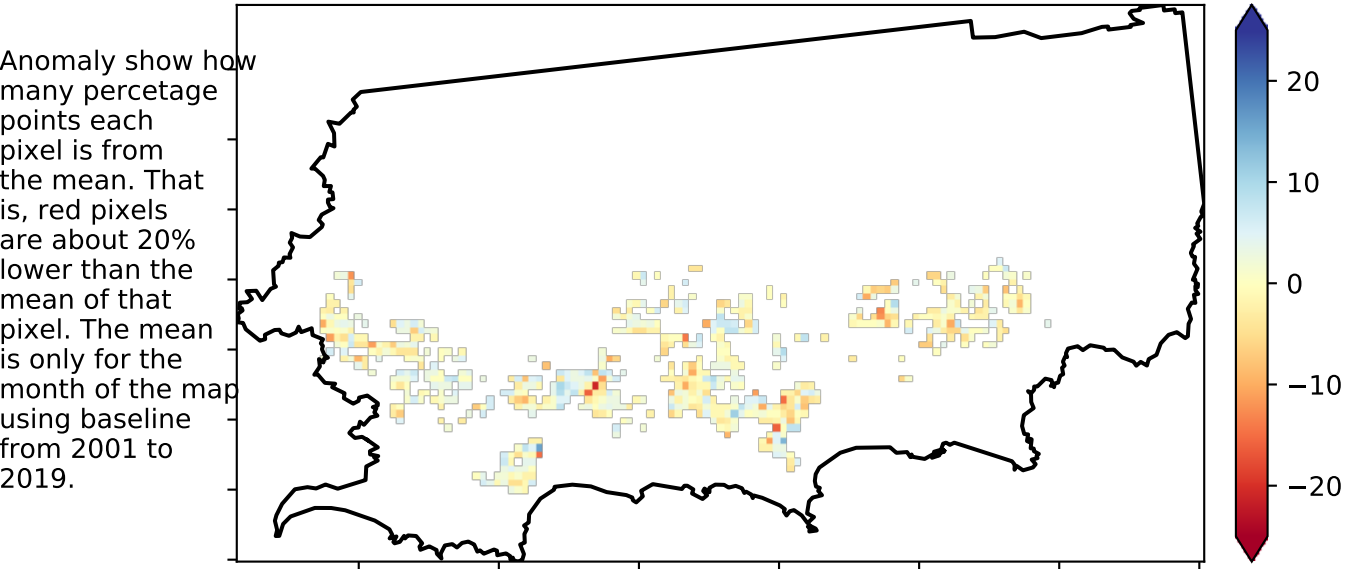 Anomaly show how
many percetage
points each
pixel is from
the mean. That
is, red pixels
are about 20%
lower than the
mean of that
pixel. The mean
is only for the
month of the map
using baseline
from 2001 to
2019.
20
10
0
−10
−20